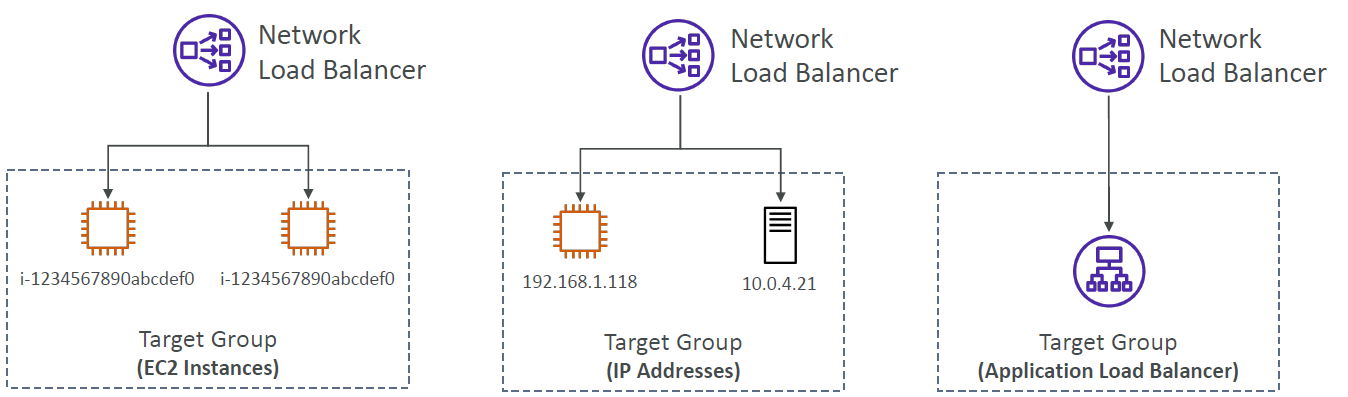 Network
Load Balancer
i-1234567890abcdef0
i-1234567890abcdef0
Target Group
(EC2 Instances)
Network
Load Balancer
192.168.1.118
10.0.4.21
Target Group
(IP Addresses)
Network
Load Balancer
Target Group
(Application Load Balancer)